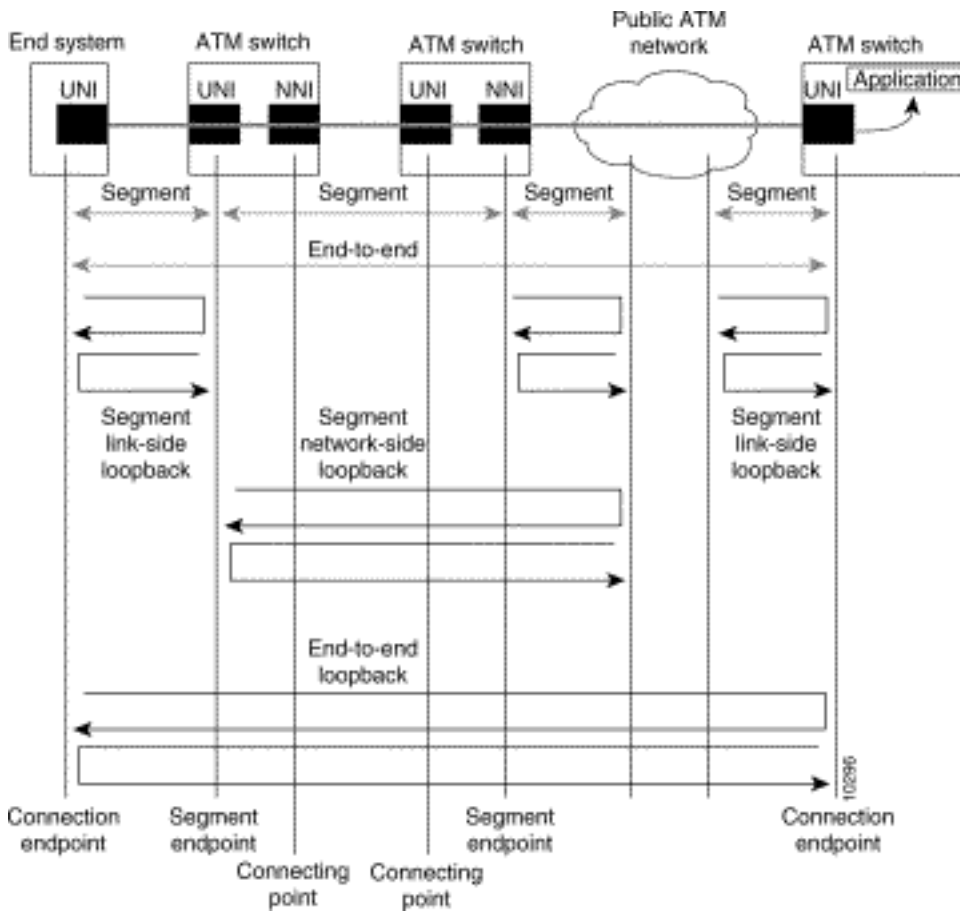 End system
ATM switch
ATM switch
Public ATM
network
ATM switch
UNI
UNI
NNI
UNI
NNI
UNI
Application
Segment
Segment
Segment
Segment
End-to-end
Segment
link-side
loopback
Segment
network-side
loopback
Segment
link-side
loopback
End-to-end
loopback
10296
Connection
endpoint
Segment
endpoint
Segment
endpoint
Connection
endpoint
Connecting
point
Connecting
point